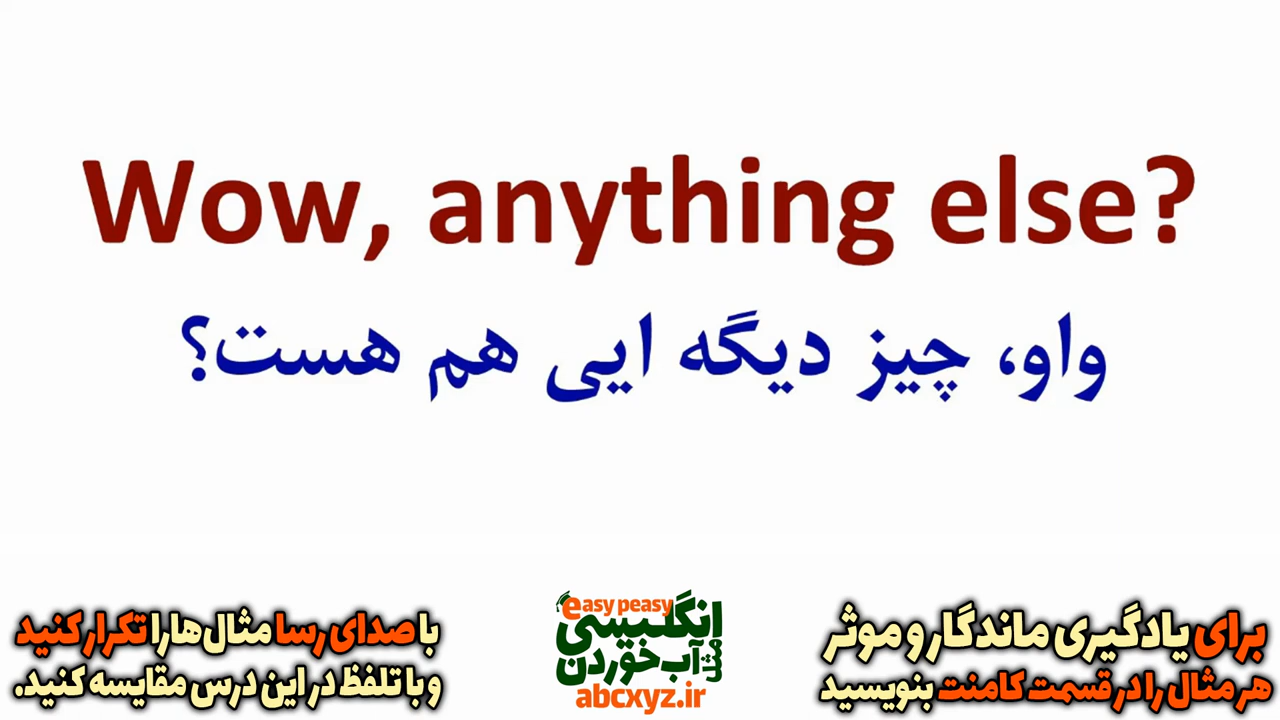 Wow, anything else?
واو، چیز دیگه ایی هم هست؟
برای یادگیری ماندگار و موثر
هر مثال را در قسمت کامنت بنویسید
easy peasy
انگلیسی
مثل آب خوردن
abcxyz.ir
با صدای رسا مثال‌ها را تکرار کنید
و با تلفظ در این درس مقایسه کنید.